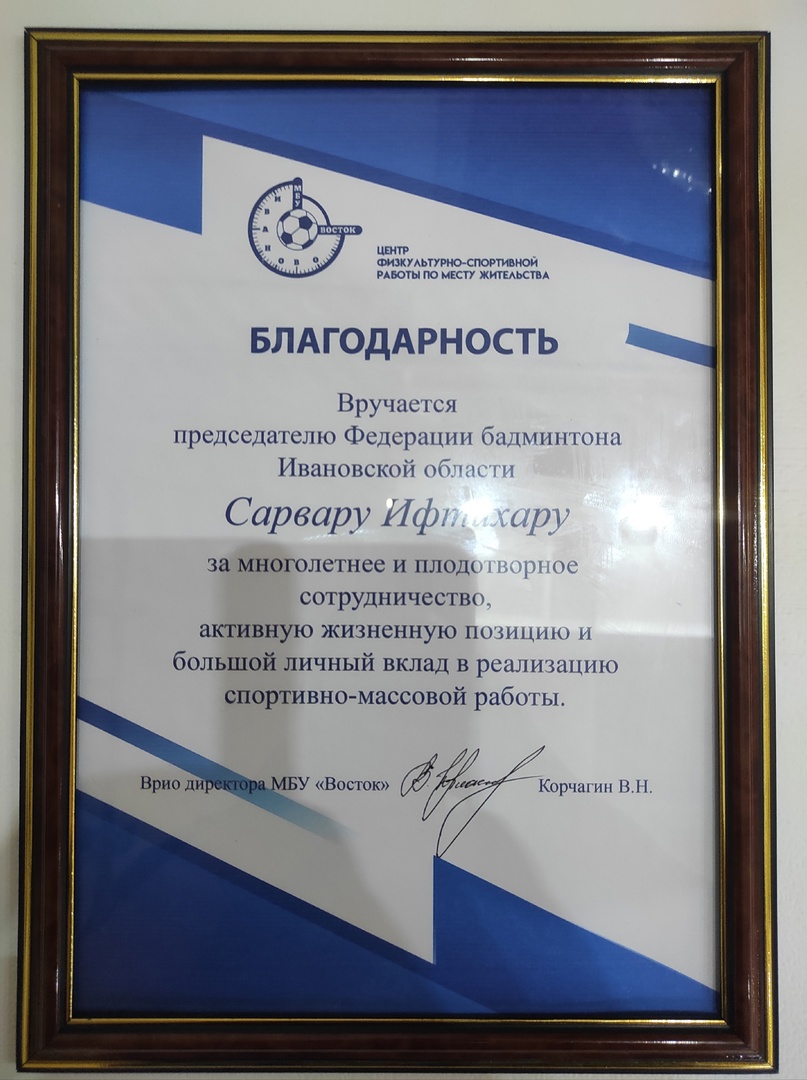 МБУ
ВОСТОК
ИВАНОВО
ЦЕНТР
ФИЗКУЛЬТУРНО-СПОРТИВНОЙ
РАБОТЫ ПО МЕСТУ ЖИТЕЛЬСТВА
БЛАГОДАРНОСТЬ
Вручается
председателю Федерации бадминтона
Ивановской области
Сарвару Ифтихару
за многолетнее и плодотворное
сотрудничество,
активную жизненную позицию и
большой личный вклад в реализацию
спортивно-массовой работы.
Врио директора МБУ «Восток» Корчагин В.Н.